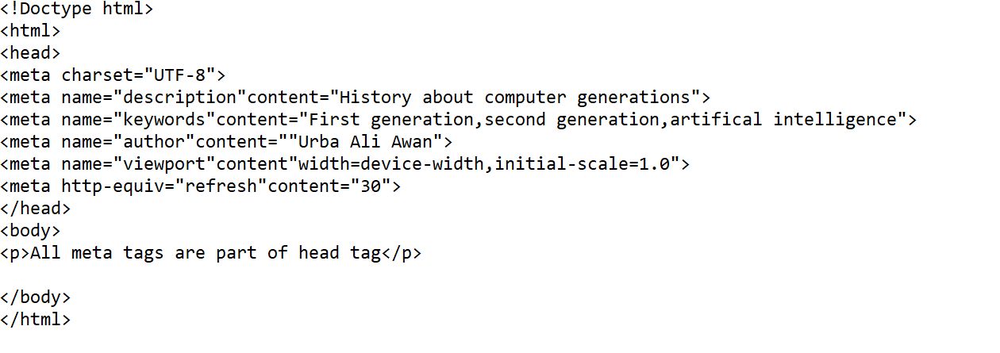 <!Doctype html>
<html>
<head>
<meta charset="UTF-8">
<meta name="description"content="History about computer generations">
<meta name="keywords"content="First generation,second generation,artifical intelligence">
<meta name="author"content=""Urba Ali Awan">
<meta name="viewport"content"width=device-width,initial-scale=1.0">
<meta http-equiv="refresh"content="30">
</head>
<body>
<p>All meta tags are part of head tag</p>
</body>
</html>